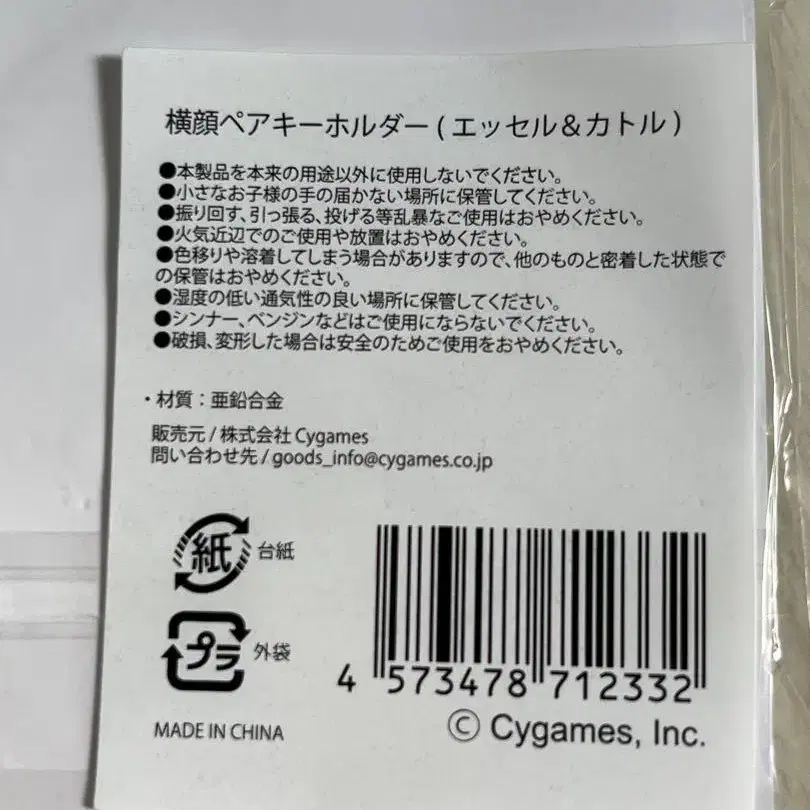 横顔ペアキーホルダー(エッセル&カトル)
●本製品を本来の用途以外に使用しないでください。
●小さなお子様の手の届かない場所に保管してください。
●振り回す、引っ張る、投げる等乱暴なご使用はおやめください。
●火気近辺でのご使用や放置はおやめください。
●色移りや溶着してしまう場合がありますので、他のものと密着した状態で
の保管はおやめください。
●湿度の低い通気性の良い場所に保管してください。
●シンナー、ベンジンなどはご使用にならないでください。
●破損、変形した場合は安全のためご使用をおやめください。
・材質:亜鉛合金
販売元/株式会社Cygames
問い合わせ先/goods_info@cygames.co.jp
紙 台紙
プラ 外袋
4 573478 712332
MADE IN CHINA
© Cygames, Inc.